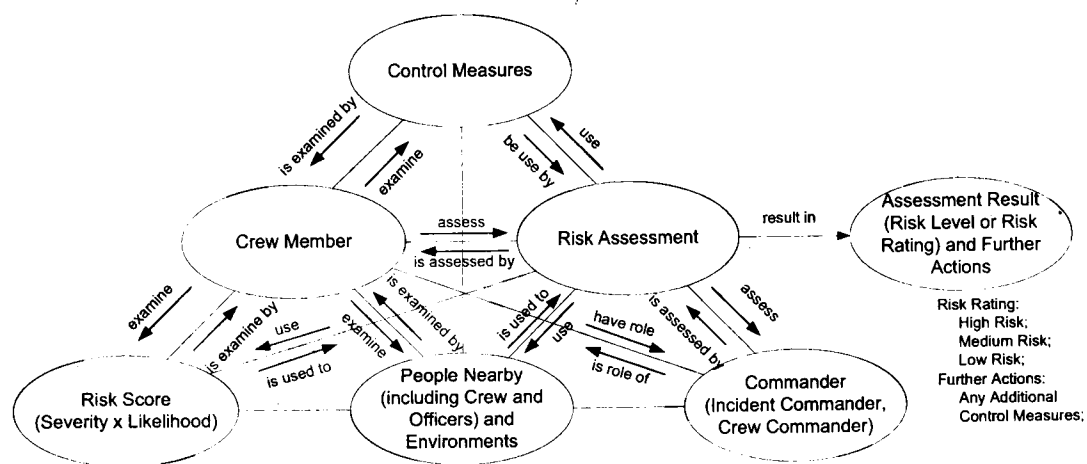 Control Measures
is examined by
examine
be use by
use
Crew Member
assess
is assessed by
Risk Assessment
result in
Assessment Result
(Risk Level or Risk
Rating) and Further
Actions
examine
is examine by
use
is used to
examine
is examined by
is used to
use
have role
is role of
is assessed by
assess
Risk Rating:
High Risk;
Medium Risk;
Low Risk;
Further Actions:
Any Additional
Control Measures;
Risk Score
(Severity x Likelihood)
People Nearby
(including Crew and
Officers) and
Environments
Commander
(Incident Commander,
Crew Commander)